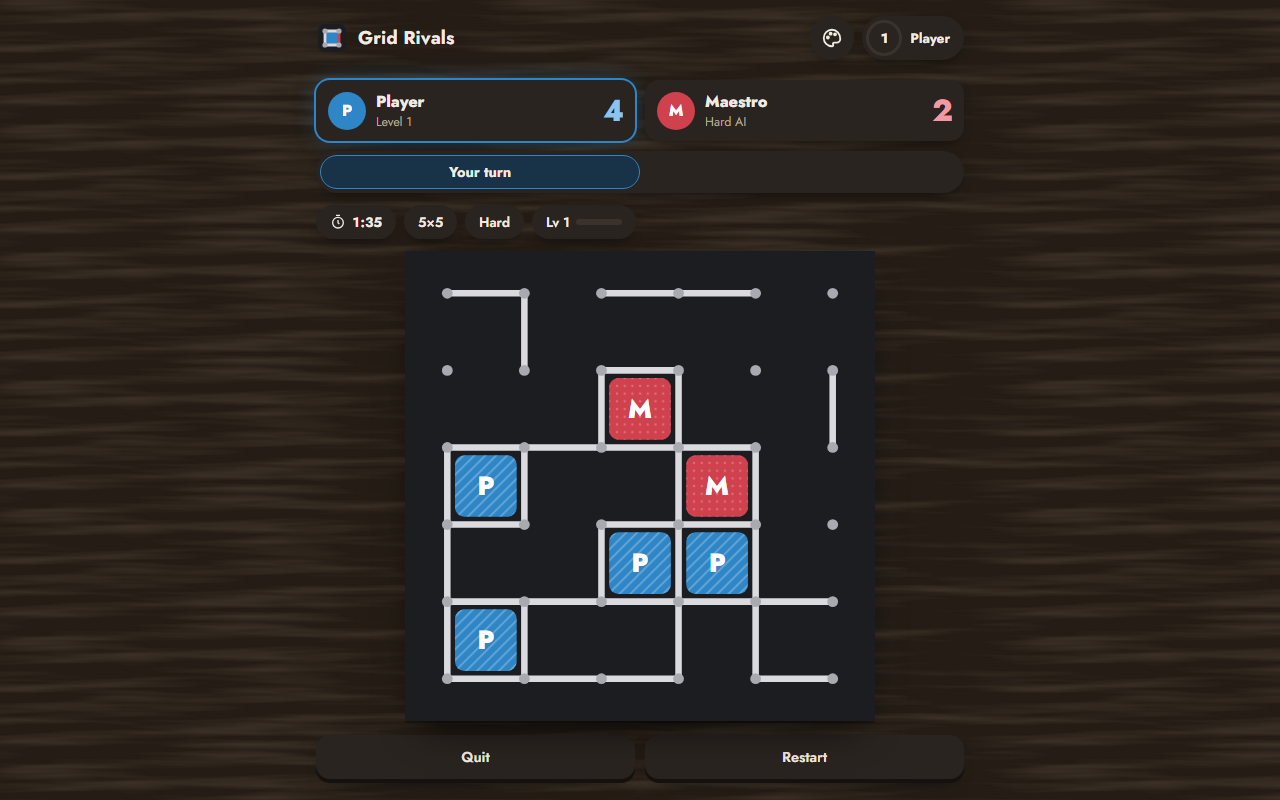 Grid Rivals
1 Player
P Player 4
Level 1
M Maestro 2
Hard AI
Your turn
1:35 5×5 Hard Lv 1
M
P M
P P
P
Quit Restart